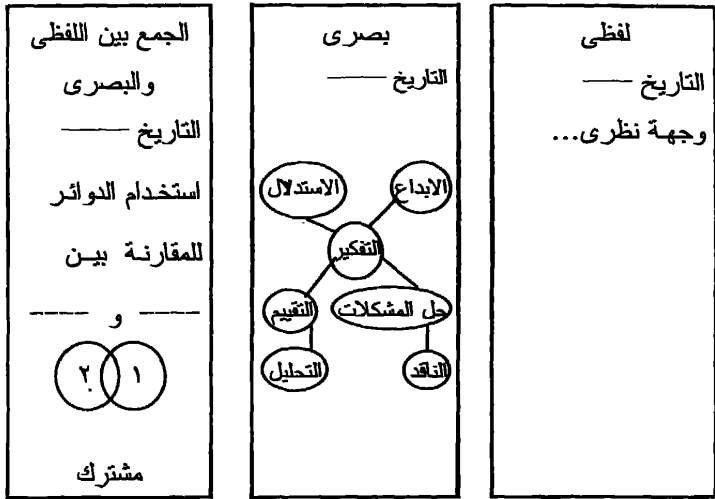 لفظى
التاريخ ——
وجهة نظرى...
بصرى
التاريخ ——
الابداع
الاستدلال
التفكير
حل المشكلات
التقييم
الناقد
التحليل
الجمع بين اللفظى
والبصرى
التاريخ ——
استخدام الدوائر
للمقارنة بين
---- و ----
١ ٢
مشترك